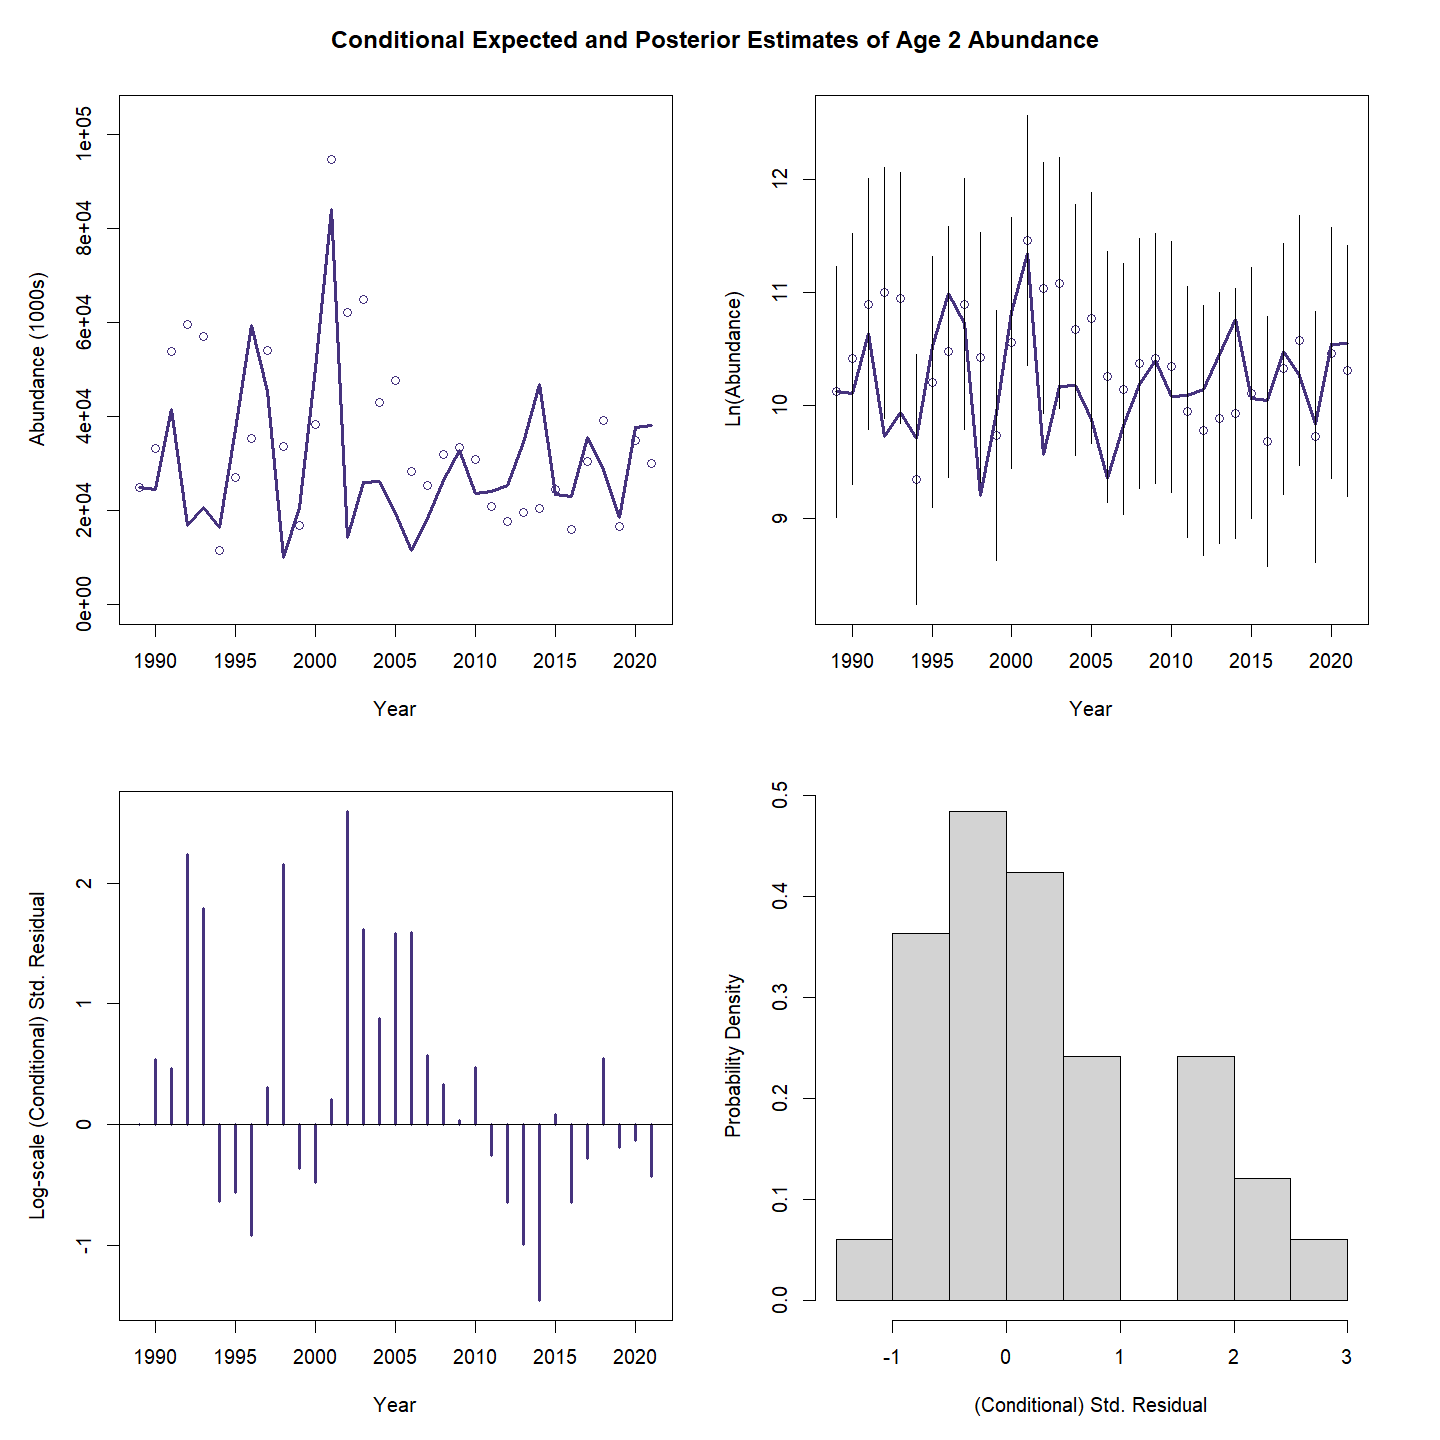 Conditional Expected and Posterior Estimates of Age 2 Abundance
Abundance (1000s)
1e+05
8e+04
6e+04
4e+04
2e+04
0e+00
1990 1995 2000 2005 2010 2015 2020
Year
Ln(Abundance)
12
11
10
9
1990 1995 2000 2005 2010 2015 2020
Year
Log-scale (Conditional) Std. Residual
2
1
0
-1
1990 1995 2000 2005 2010 2015 2020
Year
Probability Density
0.5
0.4
0.3
0.2
0.1
0.0
-1 0 1 2 3
(Conditional) Std. Residual